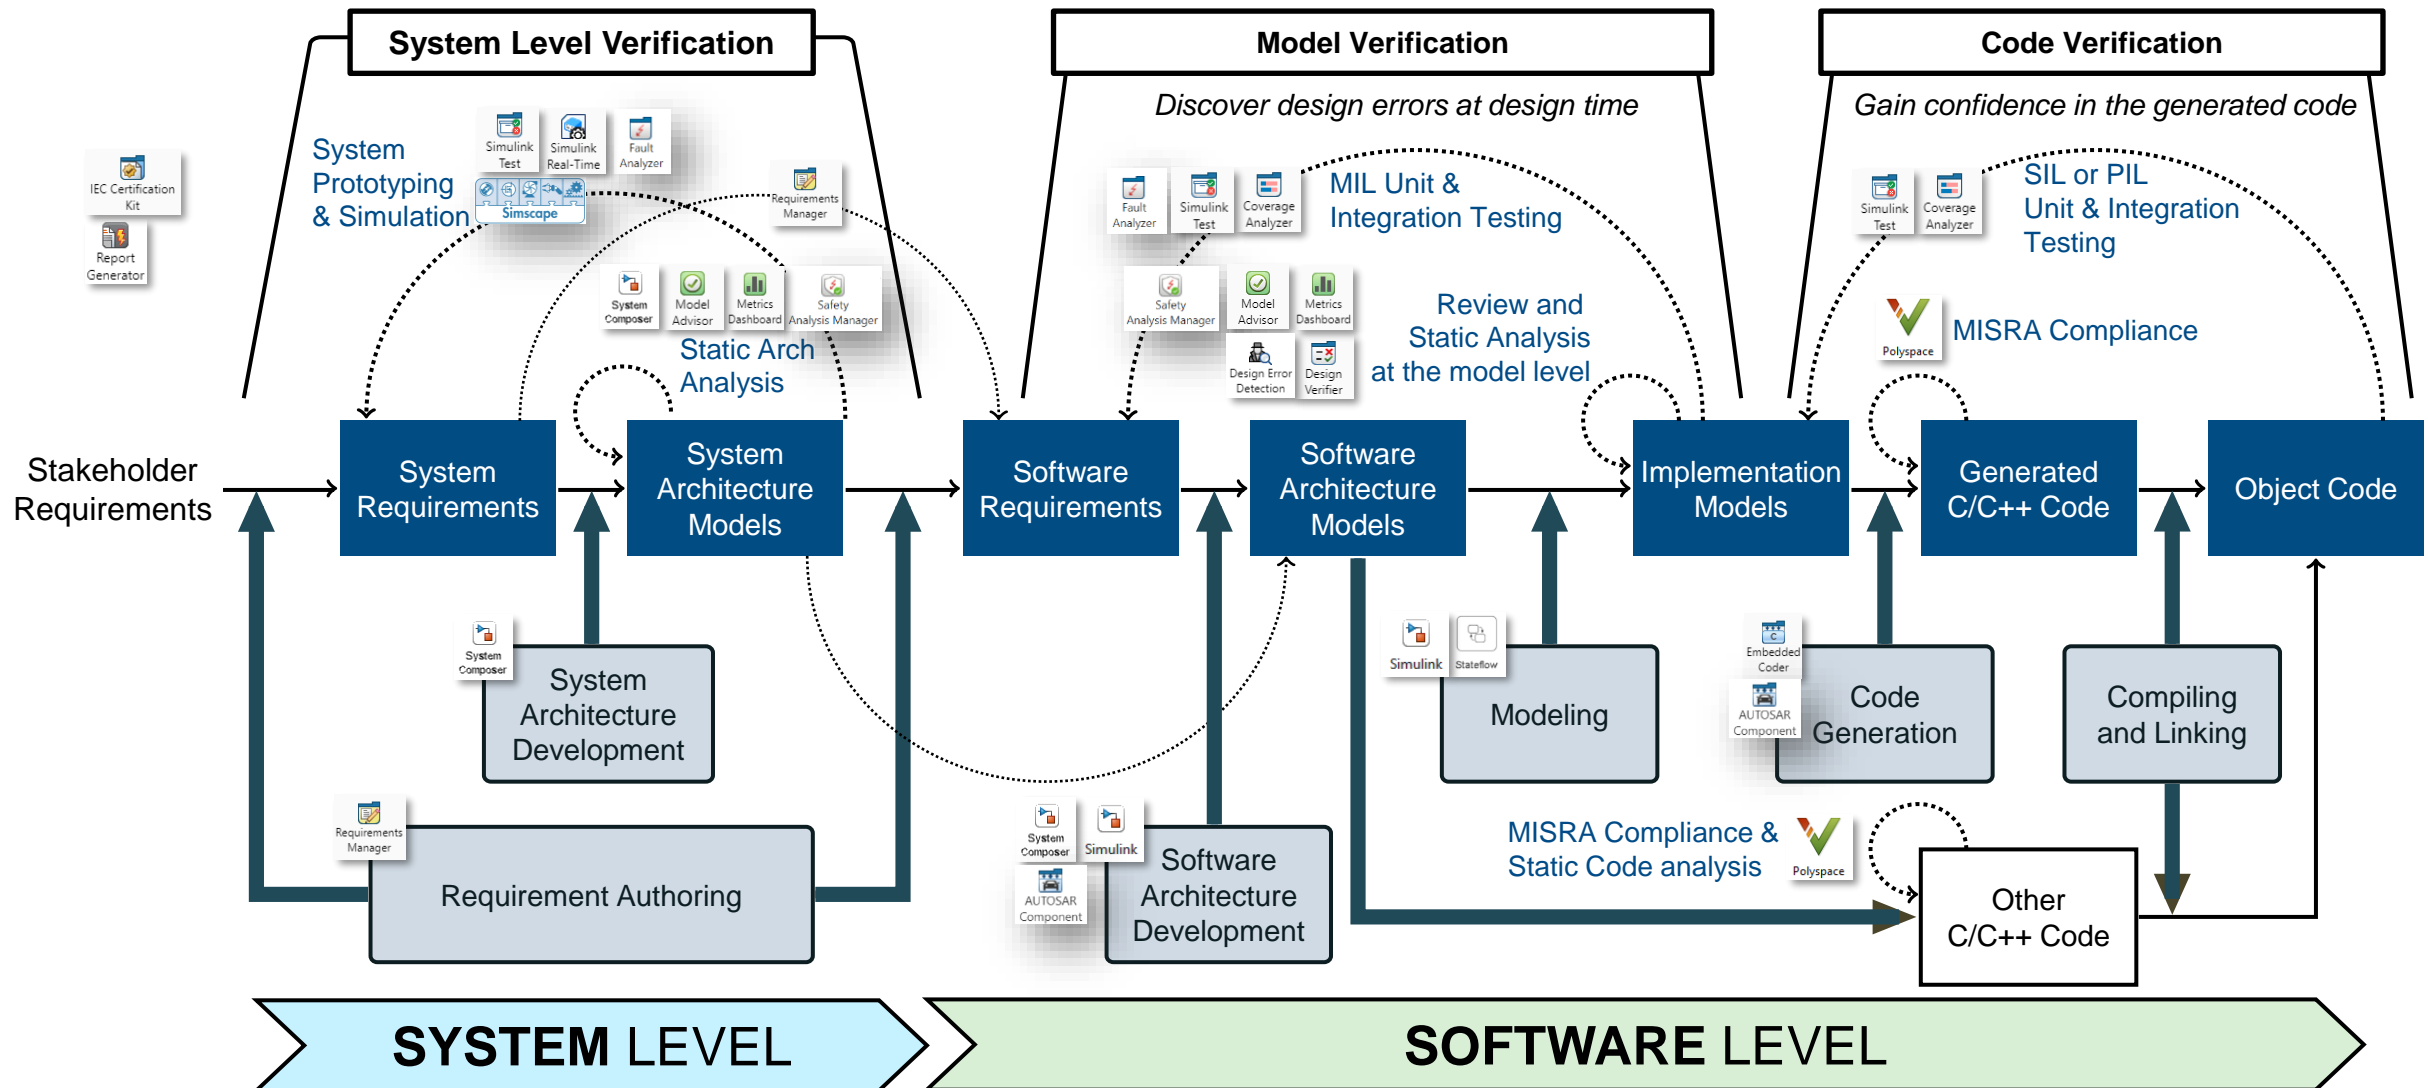 System Level Verification
Model Verification
Code Verification
Discover design errors at design time
Gain confidence in the generated code
IEC Certification
Kit
Report
Generator
System
Prototyping
& Simulation
Simulink
Test
Simulink
Real-Time
Fault
Analyzer
Simscape
Requirements
Manager
System
Composer
Model
Advisor
Metrics
Dashboard
Safety
Analysis Manager
Static Arch
Analysis
Fault
Analyzer
Simulink
Test
Coverage
Analyzer
MIL Unit &
Integration Testing
Safety
Analysis Manager
Model
Advisor
Metrics
Dashboard
Design Error
Detection
Design
Verifier
Review and
Static Analysis
at the model level
Simulink
Test
Coverage
Analyzer
SIL or PIL
Unit & Integration
Testing
Polyspace
MISRA Compliance
Stakeholder
Requirements
System
Requirements
System
Architecture
Models
Software
Requirements
Software
Architecture
Models
Implementation
Models
Generated
C/C++ Code
Object Code
System
Composer
System
Architecture
Development
Simulink
Stateflow
Modeling
Embedded
Coder
AUTOSAR
Component
C
Code
Generation
Compiling
and Linking
Requirements
Manager
Requirement Authoring
System
Composer
Simulink
AUTOSAR
Component
Software
Architecture
Development
MISRA Compliance &
Static Code analysis
Polyspace
Other
C/C++ Code
SYSTEM LEVEL
SOFTWARE LEVEL